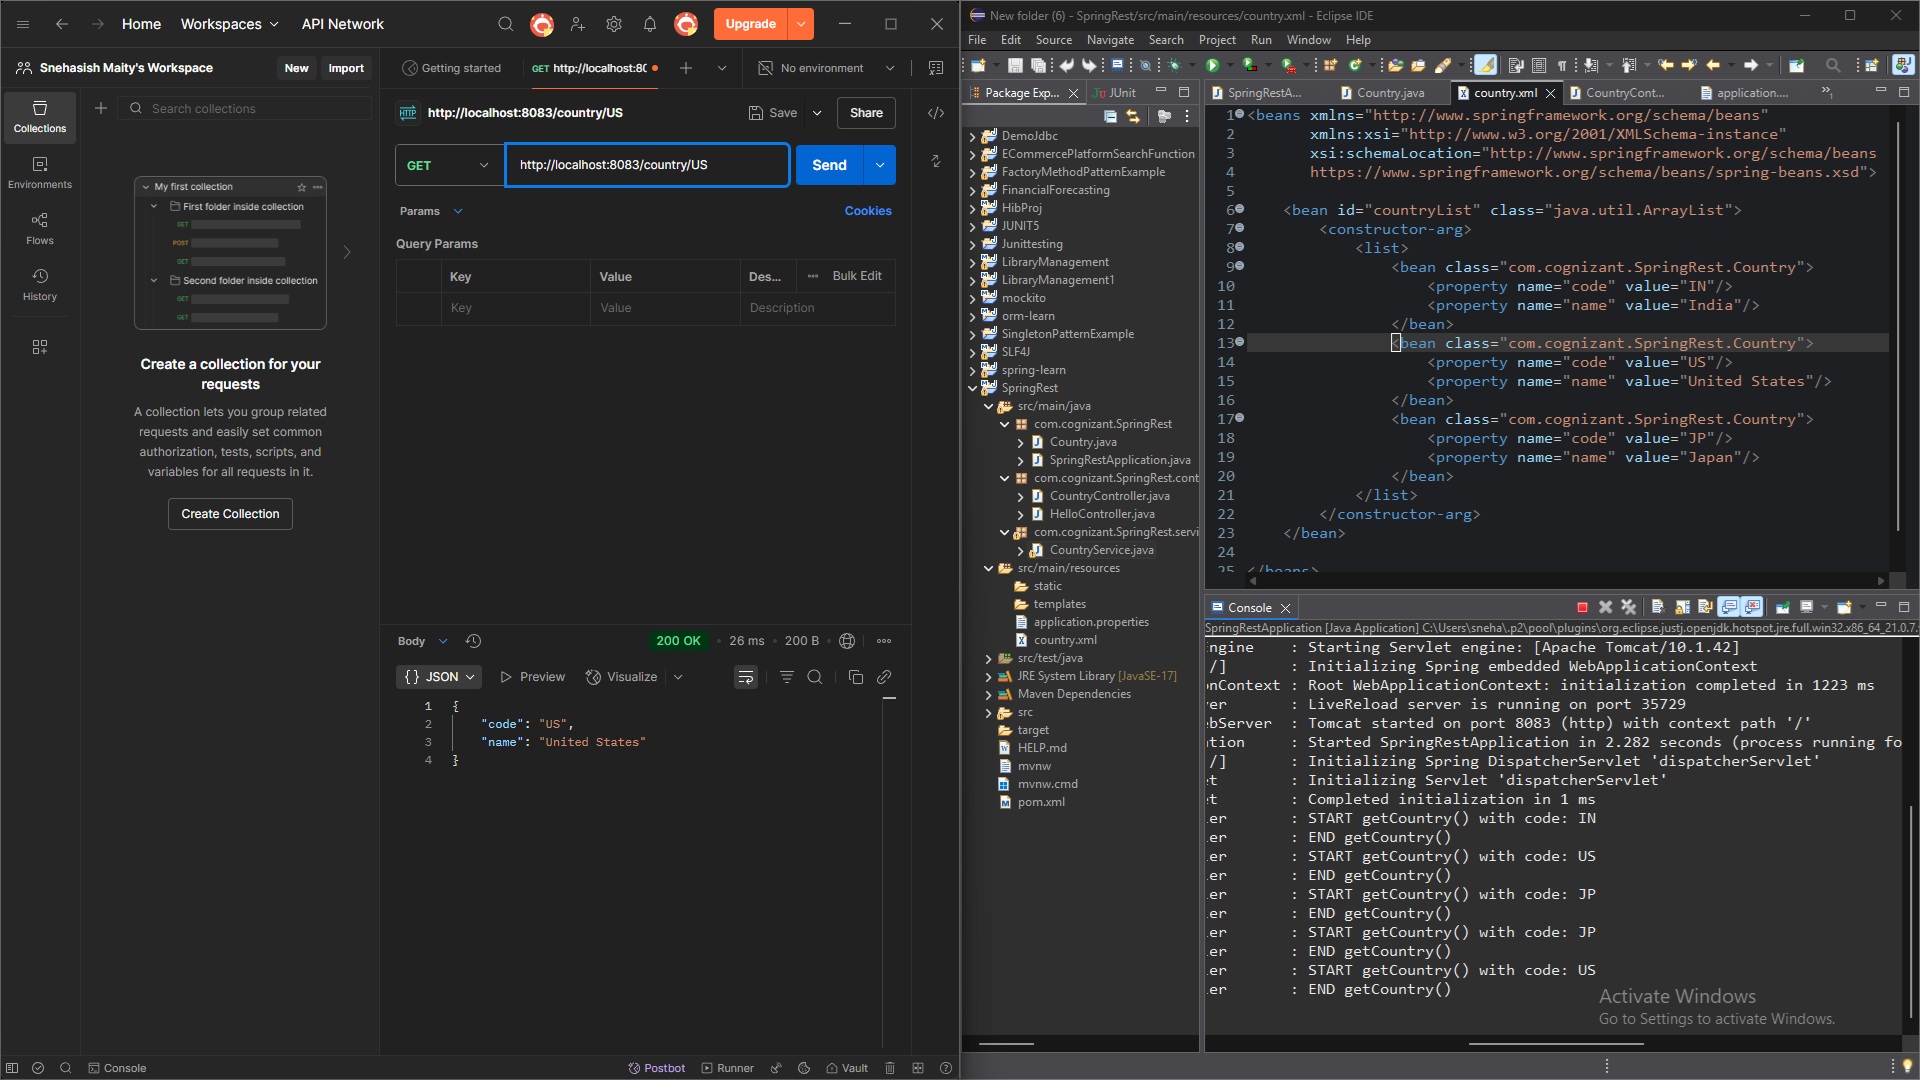 Home
Workspaces
API Network
Upgrade
Snehasish Maity's Workspace
New
Import
Getting started
GET http://localhost:8(
No environment
Collections
Environments
Flows
History
Search collections
My first collection
First folder inside collection
GET
POST
GET
Second folder inside collection
GET
GET
Create a collection for your
requests
A collection lets you group related
requests and easily set common
authorization, tests, scripts, and
variables for all requests in it.
Create Collection
HTTP
http://localhost:8083/country/US
Save
Share
GET
http://localhost:8083/country/US
Send
Params
Cookies
Query Params
Key
Value
Des...
Bulk Edit
Key
Value
Description
Body
200 OK
26 ms
200 B
{} JSON
Preview
Visualize
1 {
2 "code": "US",
3 "name": "United States"
4 }
Console
Postbot
Runner
Vault
New folder (6) - SpringRest/src/main/resources/country.xml - Eclipse IDE
File Edit Source Navigate Search Project Run Window Help
Package Exp...
JUnit
DemoJdbc
ECommercePlatformSearchFunction
FactoryMethodPatternExample
FinancialForecasting
HibProj
JUNIT5
Junittesting
LibraryManagement
LibraryManagement1
mockito
orm-learn
SingletonPatternExample
SLF4J
spring-learn
SpringRest
src/main/java
com.cognizant.SpringRest
Country.java
SpringRestApplication.java
com.cognizant.SpringRest.cont
CountryController.java
HelloController.java
com.cognizant.SpringRest.servi
CountryService.java
src/main/resources
static
templates
application.properties
country.xml
src/test/java
JRE System Library [JavaSE-17]
Maven Dependencies
src
target
HELP.md
mvnw
mvnw.cmd
pom.xml
SpringRestA...
Country.java
country.xml
CountryCont...
application....
1 <beans xmlns="http://www.springframework.org/schema/beans"
2 xmlns:xsi="http://www.w3.org/2001/XMLSchema-instance"
3 xsi:schemaLocation="http://www.springframework.org/schema/beans
4 https://www.springframework.org/schema/beans/spring-beans.xsd">
5
6 <bean id="countryList" class="java.util.ArrayList">
7 <constructor-arg>
8 <list>
9 <bean class="com.cognizant.SpringRest.Country">
10 <property name="code" value="IN"/>
11 <property name="name" value="India"/>
12 </bean>
13 <bean class="com.cognizant.SpringRest.Country">
14 <property name="code" value="US"/>
15 <property name="name" value="United States"/>
16 </bean>
17 <bean class="com.cognizant.SpringRest.Country">
18 <property name="code" value="JP"/>
19 <property name="name" value="Japan"/>
20 </bean>
21 </list>
22 </constructor-arg>
23 </bean>
24
25 </beans>
Console
SpringRestApplication [Java Application] C:\Users\sneha\.p2\pool\plugins\org.eclipse.justj.openjdk.hotspot.jre.full.win32.x86_64_21.0.7.
ngine : Starting Servlet engine: [Apache Tomcat/10.1.42]
/] : Initializing Spring embedded WebApplicationContext
nContext : Root WebApplicationContext: initialization completed in 1223 ms
er : LiveReload server is running on port 35729
bServer : Tomcat started on port 8083 (http) with context path '/'
tion : Started SpringRestApplication in 2.282 seconds (process running fo
/] : Initializing Spring DispatcherServlet 'dispatcherServlet'
t : Initializing Servlet 'dispatcherServlet'
t : Completed initialization in 1 ms
er : START getCountry() with code: IN
er : END getCountry()
er : START getCountry() with code: US
er : END getCountry()
er : START getCountry() with code: JP
er : END getCountry()
er : START getCountry() with code: JP
er : END getCountry()
er : START getCountry() with code: US
er : END getCountry()
Activate Windows
Go to Settings to activate Windows.